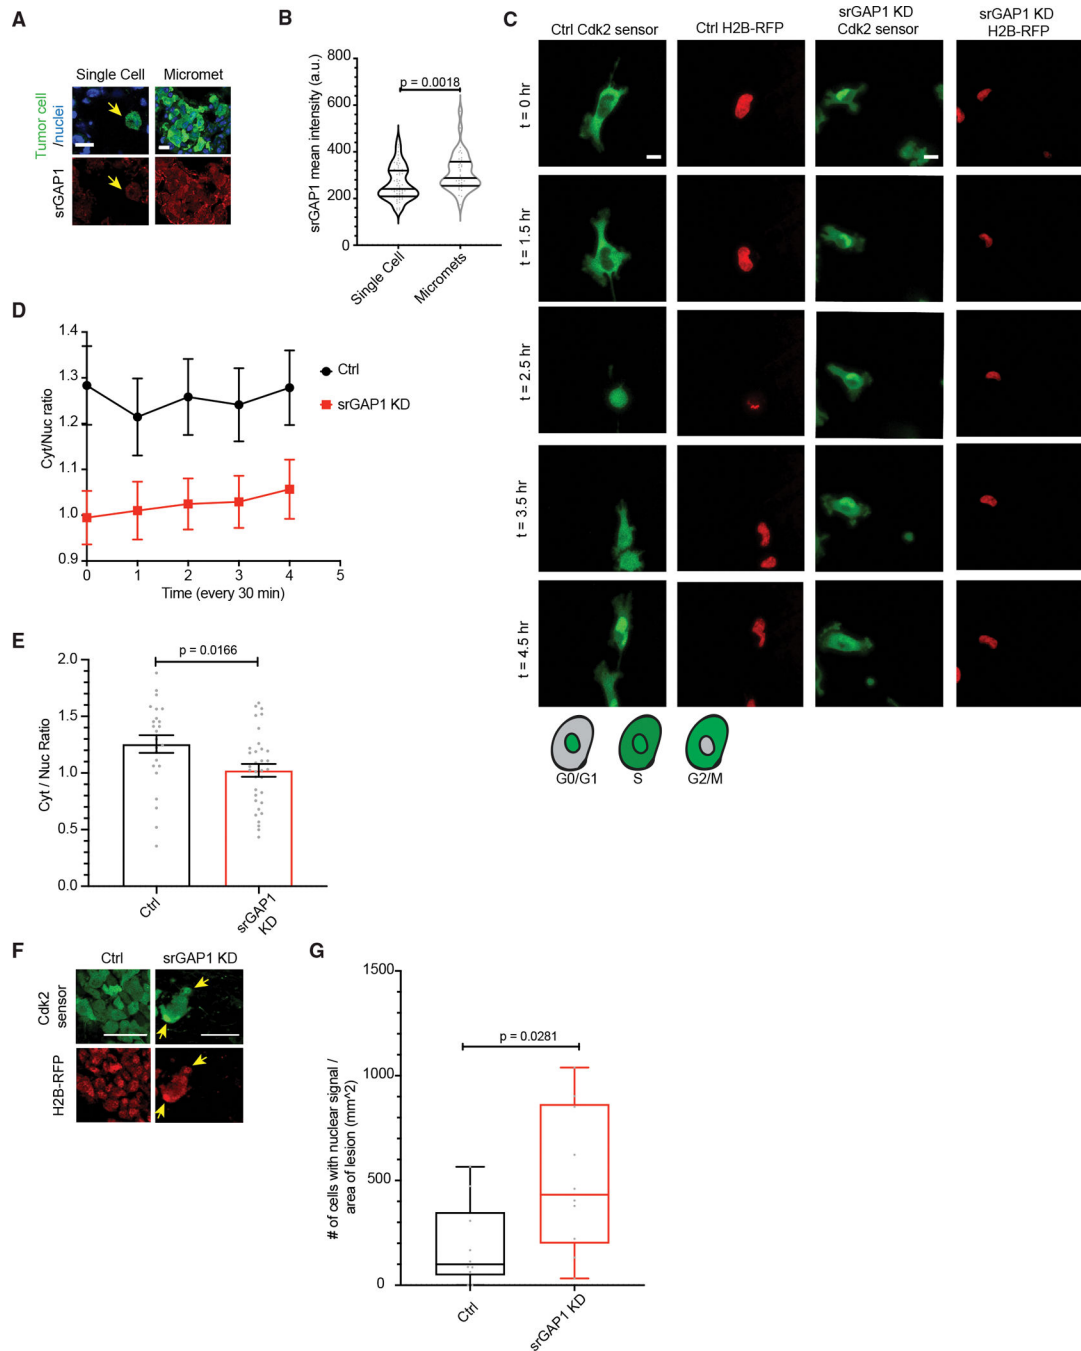 A
Single Cell
Micromet
Tumor cell
/nuclei
srGAP1
B
p = 0.0018
srGAP1 mean intensity (a.u.)
800
600
400
200
0
Single Cell
Micromets
C
Ctrl Cdk2 sensor
Ctrl H2B-RFP
srGAP1 KD
Cdk2 sensor
srGAP1 KD
H2B-RFP
t = 0 hr
t = 1.5 hr
t = 2.5 hr
t = 3.5 hr
t = 4.5 hr
G0/G1
S
G2/M
D
Cyt/Nuc ratio
1.4
1.3
1.2
1.1
1.0
0.9
0
1
2
3
4
5
Time (every 30 min)
Ctrl
srGAP1 KD
E
p = 0.0166
Cyt / Nuc Ratio
2.0
1.5
1.0
0.5
0.0
Ctrl
srGAP1
KD
F
Ctrl
srGAP1 KD
Cdk2
sensor
H2B-RFP
G
p = 0.0281
# of cells with nuclear signal /
area of lesion (mm^2)
1500
1000
500
0
Ctrl
srGAP1 KD